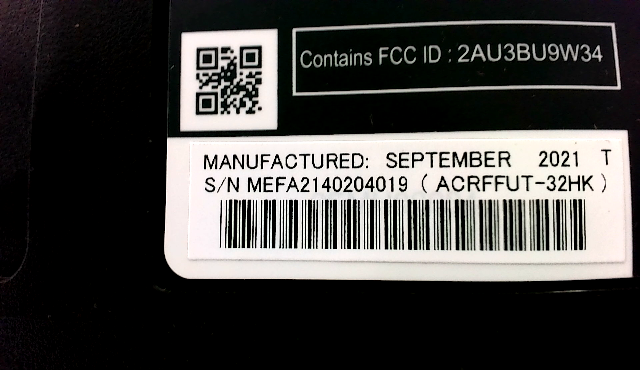 Contains FCC ID : 2AU3BU9W34
MANUFACTURED: SEPTEMBER 2021 T
S/N MEFA2140204019 ( ACRFFUT-32HK )